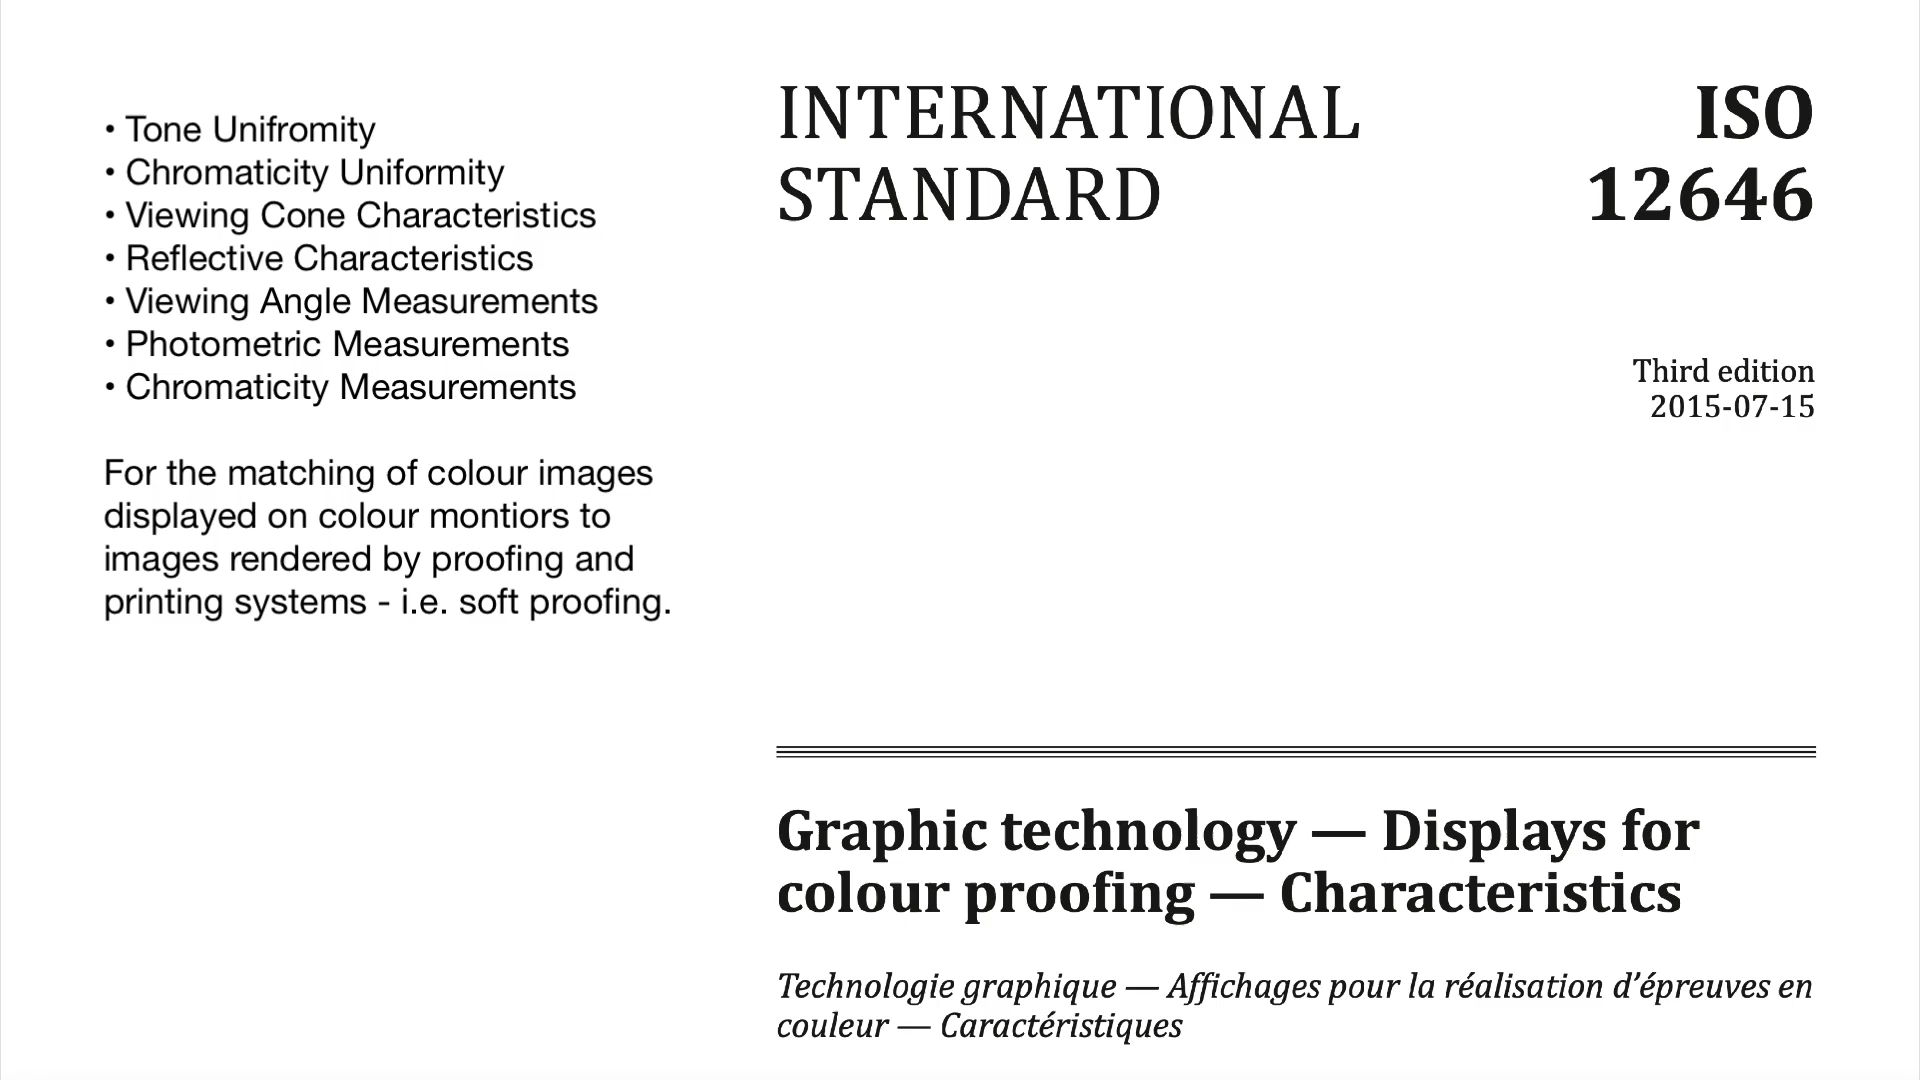 • Tone Unifromity
• Chromaticity Uniformity
• Viewing Cone Characteristics
• Reflective Characteristics
• Viewing Angle Measurements
• Photometric Measurements
• Chromaticity Measurements
For the matching of colour images
displayed on colour montiors to
images rendered by proofing and
printing systems - i.e. soft proofing.
INTERNATIONAL
STANDARD
ISO
12646
Third edition
2015-07-15
Graphic technology — Displays for
colour proofing — Characteristics
Technologie graphique — Affichages pour la réalisation d’épreuves en
couleur — Caractéristiques